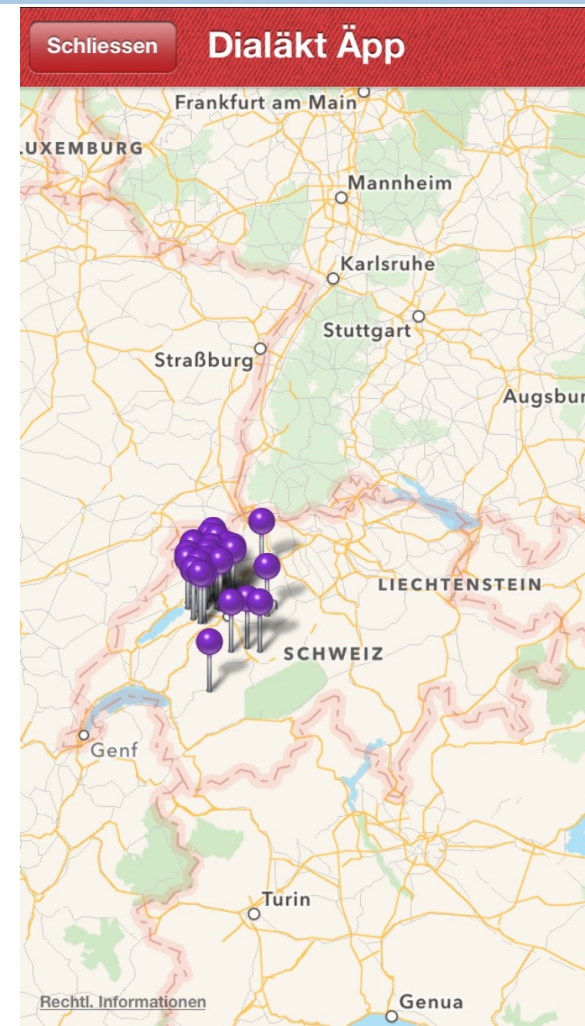 Schliessen
Dialäkt Äpp
Frankfurt am Main
UXEMBURG
Mannheim
Karlsruhe
Stuttgart
Straßburg
Augsbur
LIECHTENSTEIN
SCHWEIZ
Genf
Turin
Rechtl. Informationen
Genua